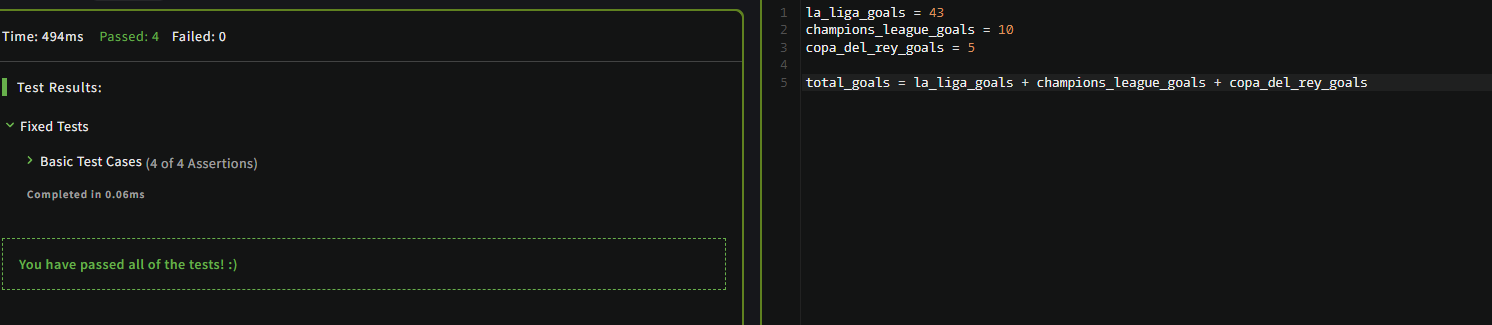 Time: 494ms Passed: 4 Failed: 0
Test Results:
Fixed Tests
Basic Test Cases (4 of 4 Assertions)
Completed in 0.06ms
You have passed all of the tests! :)
1 la_liga_goals = 43
2 champions_league_goals = 10
3 copa_del_rey_goals = 5
4
5 total_goals = la_liga_goals + champions_league_goals + copa_del_rey_goals